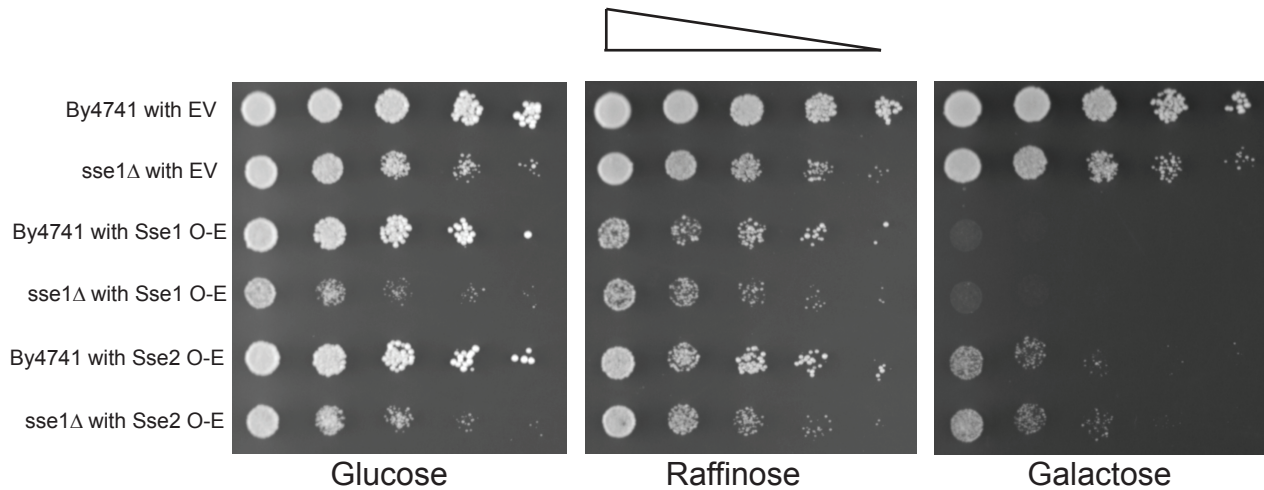 By4741 with EV
sse1Δ with EV
By4741 with Sse1 O-E
sse1Δ with Sse1 O-E
By4741 with Sse2 O-E
sse1Δ with Sse2 O-E
Glucose
Raffinose
Galactose